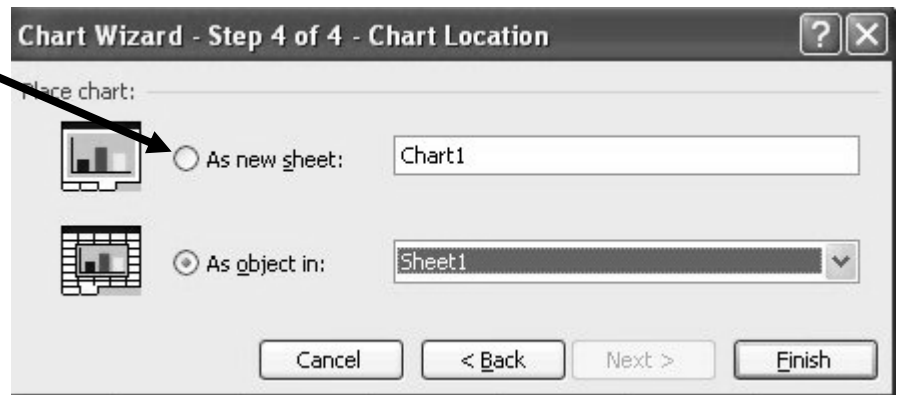 Chart Wizard - Step 4 of 4 - Chart Location
Place chart:
As new sheet: Chart1
As object in: Sheet1
Cancel < Back Next > Finish